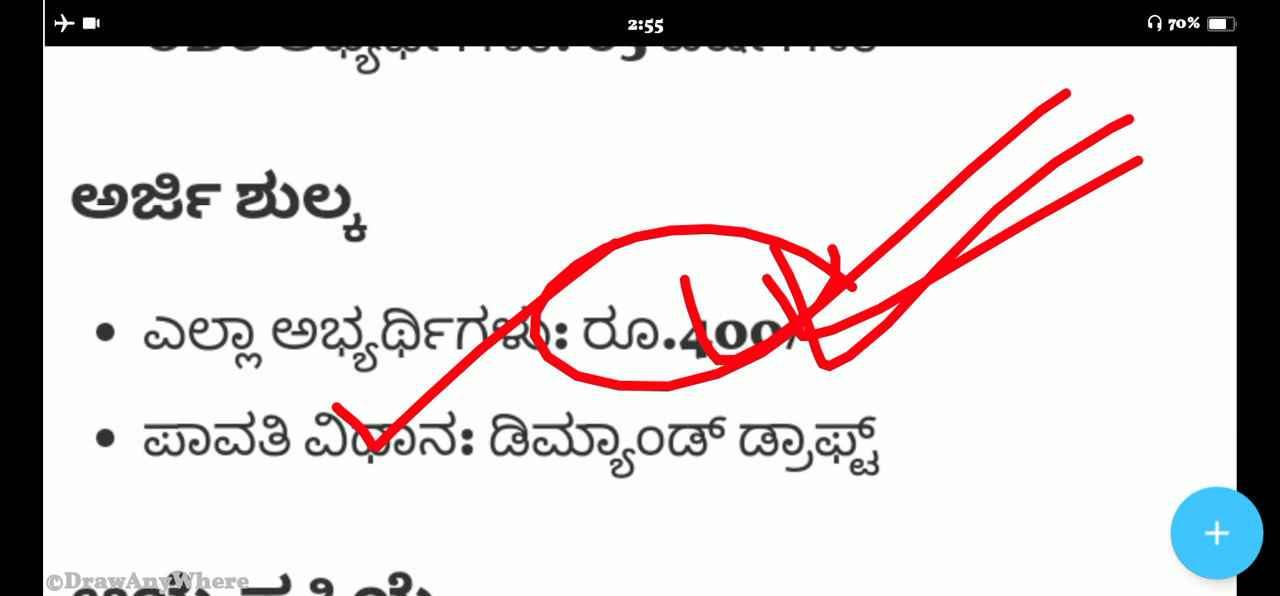 2:55
70%
ಅರ್ಜಿ ಶುಲ್ಕ
• ಎಲ್ಲಾ ಅಭ್ಯರ್ಥಿಗಳು: ರೂ.400/
• ಪಾವತಿ ವಿಧಾನ: ಡಿಮ್ಯಾಂಡ್ ಡ್ರಾಫ್ಟ್
©DrawAnyWhere